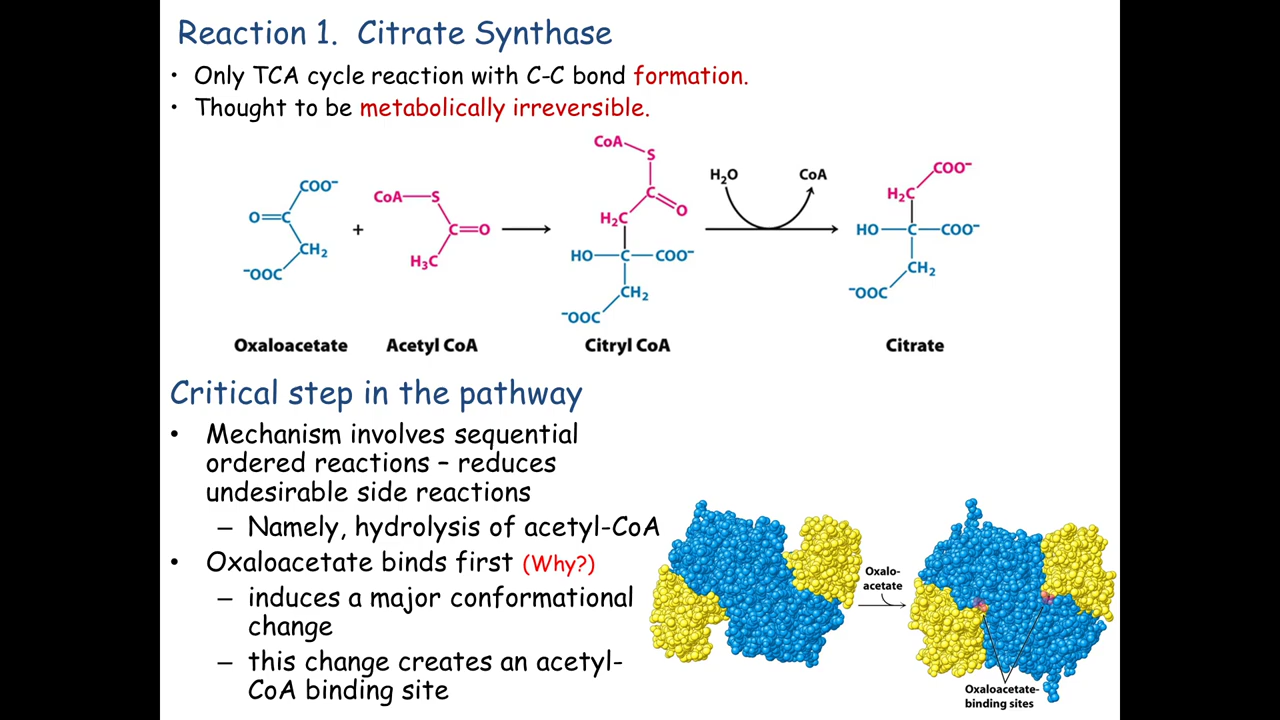 Reaction 1. Citrate Synthase
• Only TCA cycle reaction with C-C bond formation.
• Thought to be metabolically irreversible.
COO⁻
O=C
CH₂
⁻OOC
Oxaloacetate
+
CoA—S
C=O
H₃C
Acetyl CoA
CoA
S
C
O
H₂C
HO—C—COO⁻
CH₂
⁻OOC
Citryl CoA
H₂O
CoA
COO⁻
H₂C
HO—C—COO⁻
CH₂
⁻OOC
Citrate
Critical step in the pathway
• Mechanism involves sequential
ordered reactions – reduces
undesirable side reactions
– Namely, hydrolysis of acetyl-CoA
• Oxaloacetate binds first (Why?)
– induces a major conformational
change
– this change creates an acetyl-
CoA binding site
Oxalo-
acetate
Oxaloacetate-
binding sites